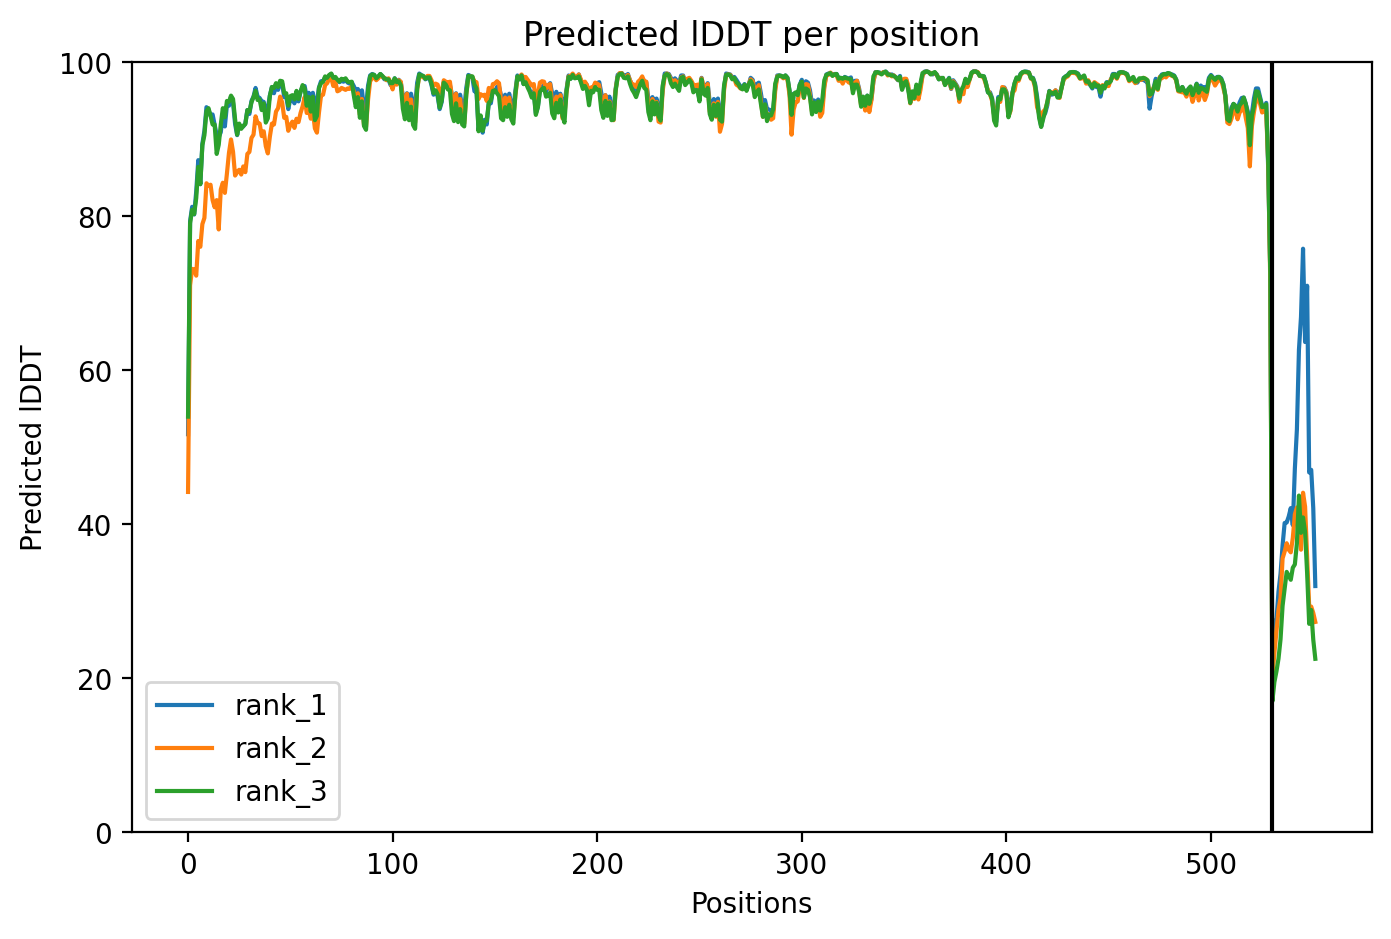 Predicted lDDT per position
Predicted lDDT
100
80
60
40
20
0
rank_1
rank_2
rank_3
0 100 200 300 400 500
Positions